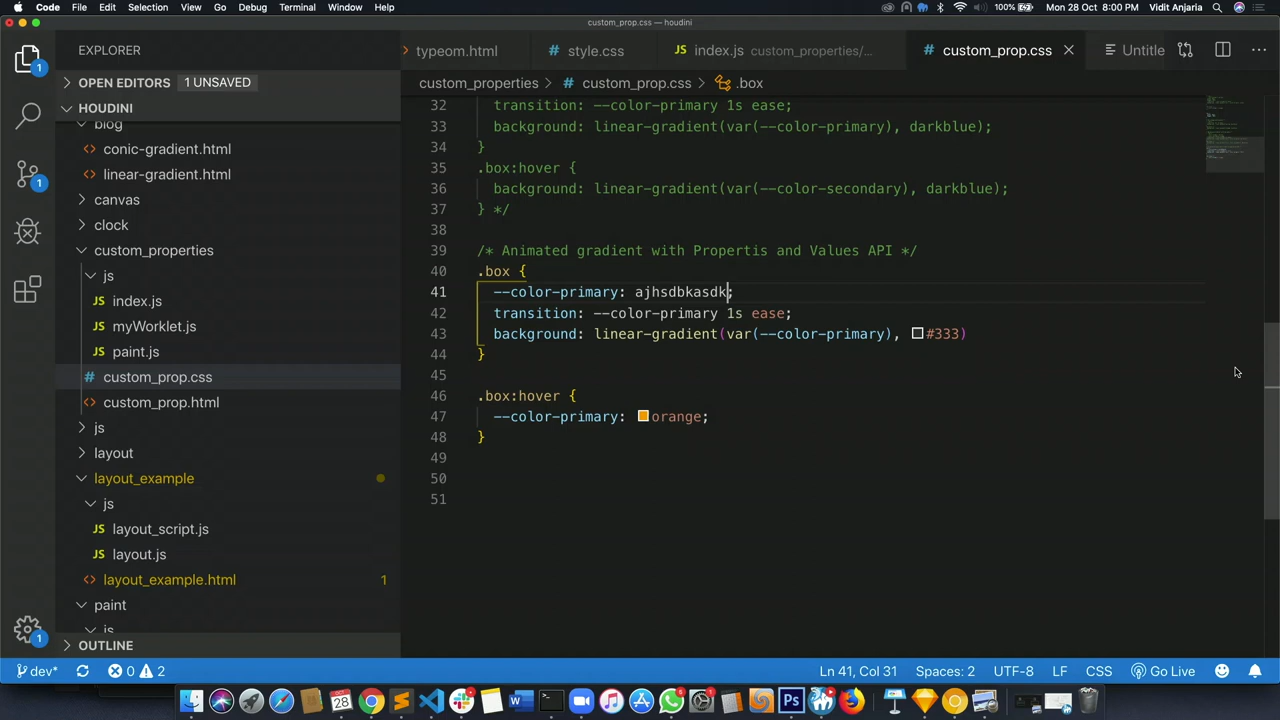 Code File Edit Selection View Go Debug Terminal Window Help 100% Mon 28 Oct 8:00 PM Vidit Anjaria
custom_prop.css — houdini
EXPLORER
typeom.html # style.css JS index.js custom_properties/... # custom_prop.css Untitle
1
OPEN EDITORS 1 UNSAVED
custom_properties > # custom_prop.css > .box
HOUDINI
blog
conic-gradient.html
linear-gradient.html
1
canvas
clock
custom_properties
js
JS index.js
JS myWorklet.js
JS paint.js
# custom_prop.css
custom_prop.html
js
layout
layout_example
js
JS layout_script.js
JS layout.js
layout_example.html 1
paint
js
OUTLINE
1
32 transition: --color-primary 1s ease;
33 background: linear-gradient(var(--color-primary), darkblue);
34 }
35 .box:hover {
36 background: linear-gradient(var(--color-secondary), darkblue);
37 } */
38
39 /* Animated gradient with Propertis and Values API */
40 .box {
41 --color-primary: ajhsdbkasdk;
42 transition: --color-primary 1s ease;
43 background: linear-gradient(var(--color-primary), #333)
44 }
45
46 .box:hover {
47 --color-primary: orange;
48 }
49
50
51
dev* 0 2 Ln 41, Col 31 Spaces: 2 UTF-8 LF CSS Go Live